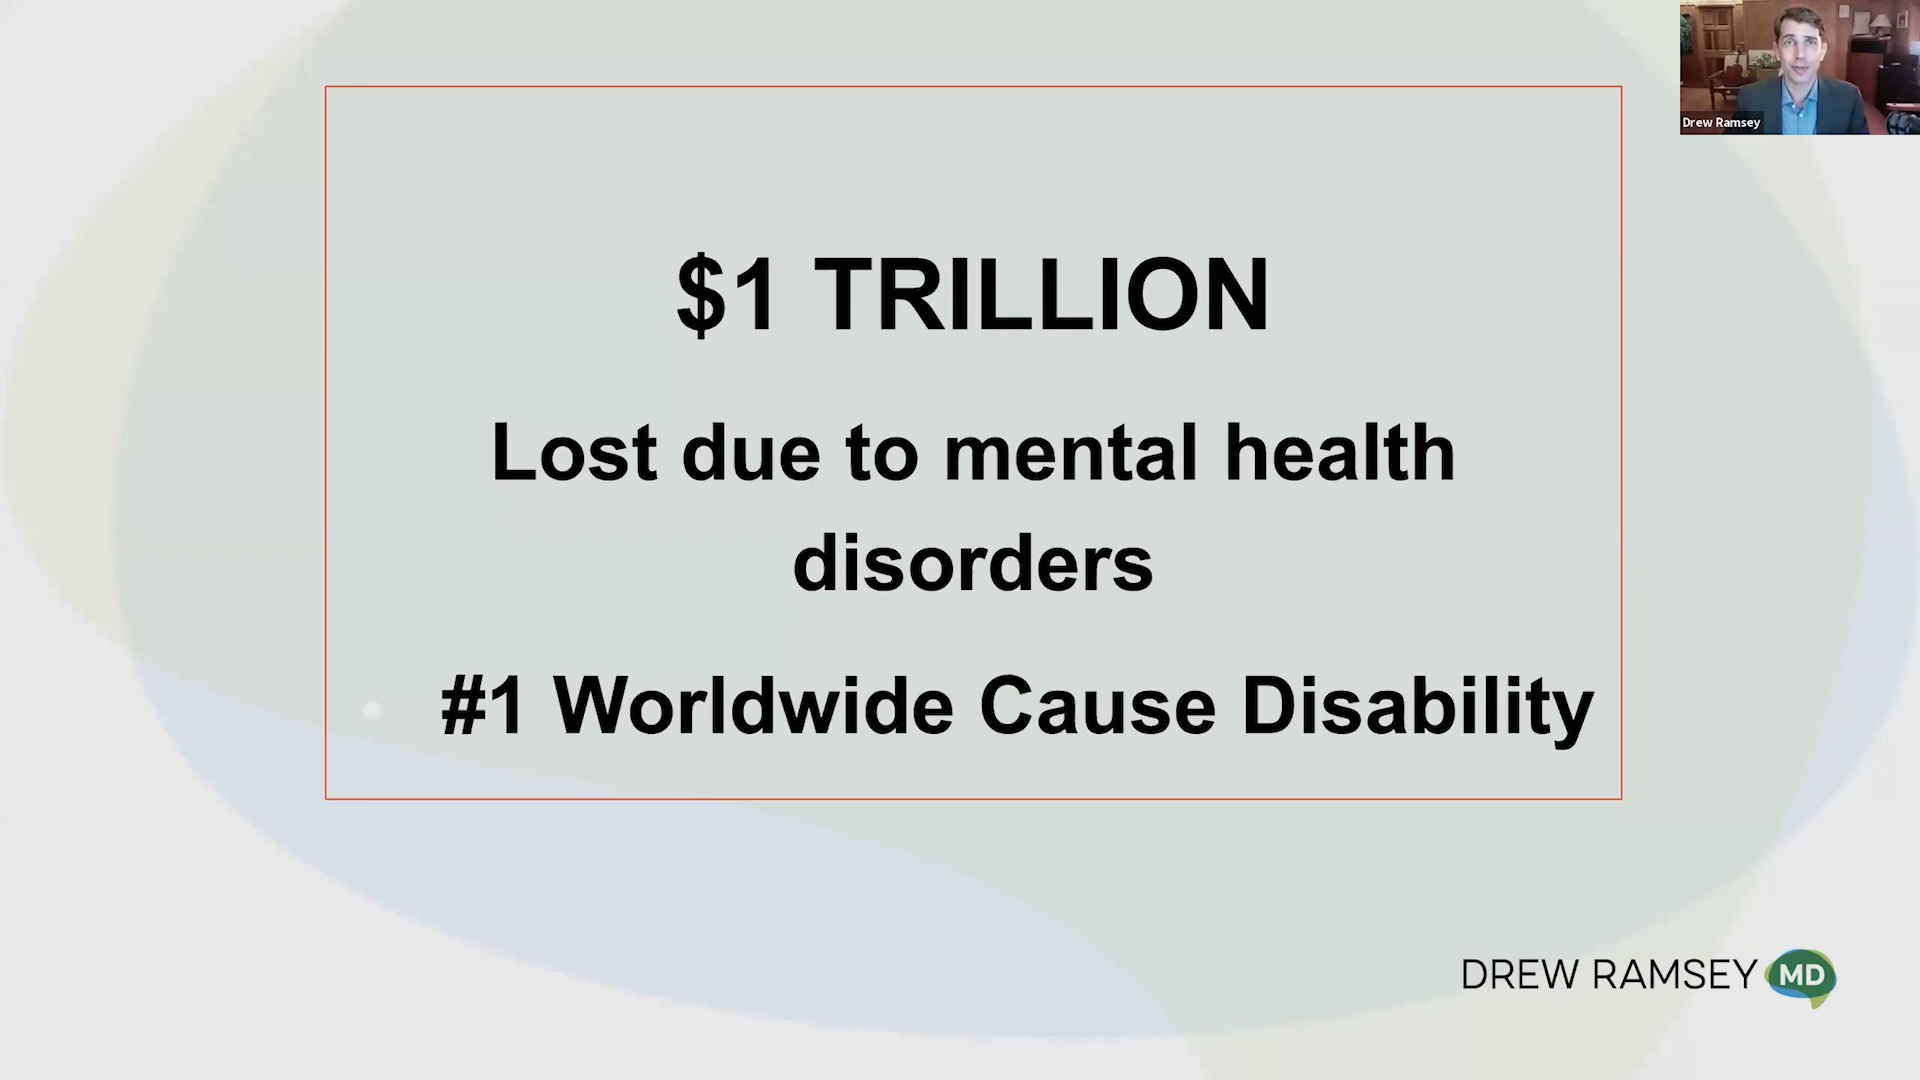 Drew Ramsey
$1 TRILLION
Lost due to mental health
disorders
#1 Worldwide Cause Disability
DREW RAMSEY MD